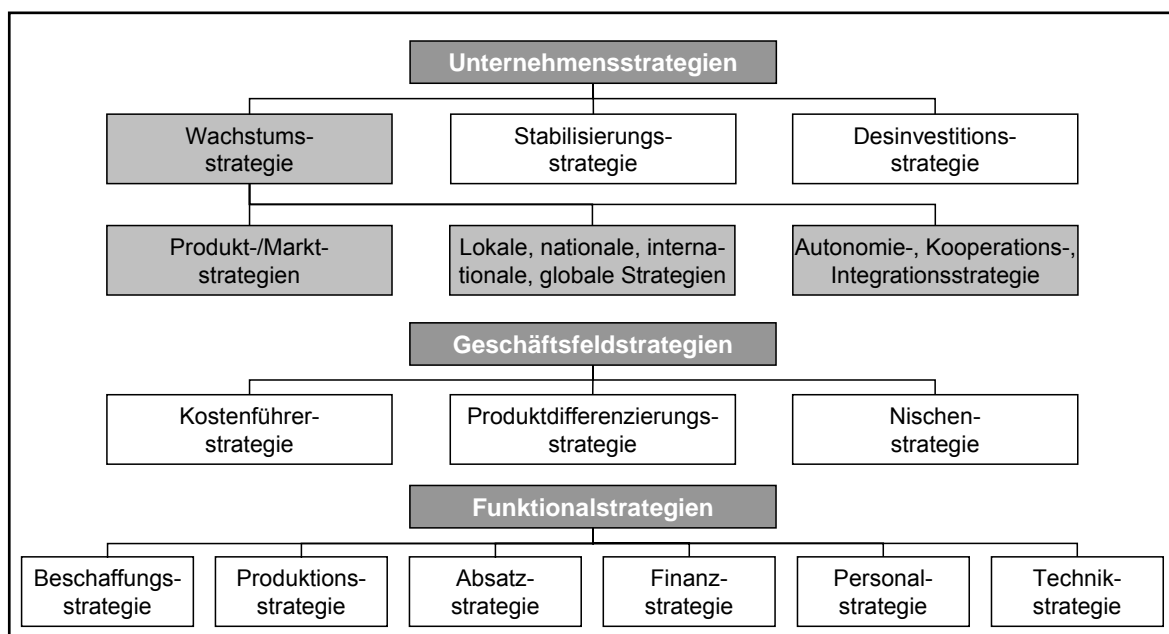 Unternehmensstrategien
Wachstums-
strategie
Stabilisierungs-
strategie
Desinvestitions-
strategie
Produkt-/Markt-
strategien
Lokale, nationale, interna-
tionale, globale Strategien
Autonomie-, Kooperations-,
Integrationsstrategie
Geschäftsfeldstrategien
Kostenführer-
strategie
Produktdifferenzierungs-
strategie
Nischen-
strategie
Funktionalstrategien
Beschaffungs-
strategie
Produktions-
strategie
Absatz-
strategie
Finanz-
strategie
Personal-
strategie
Technik-
strategie